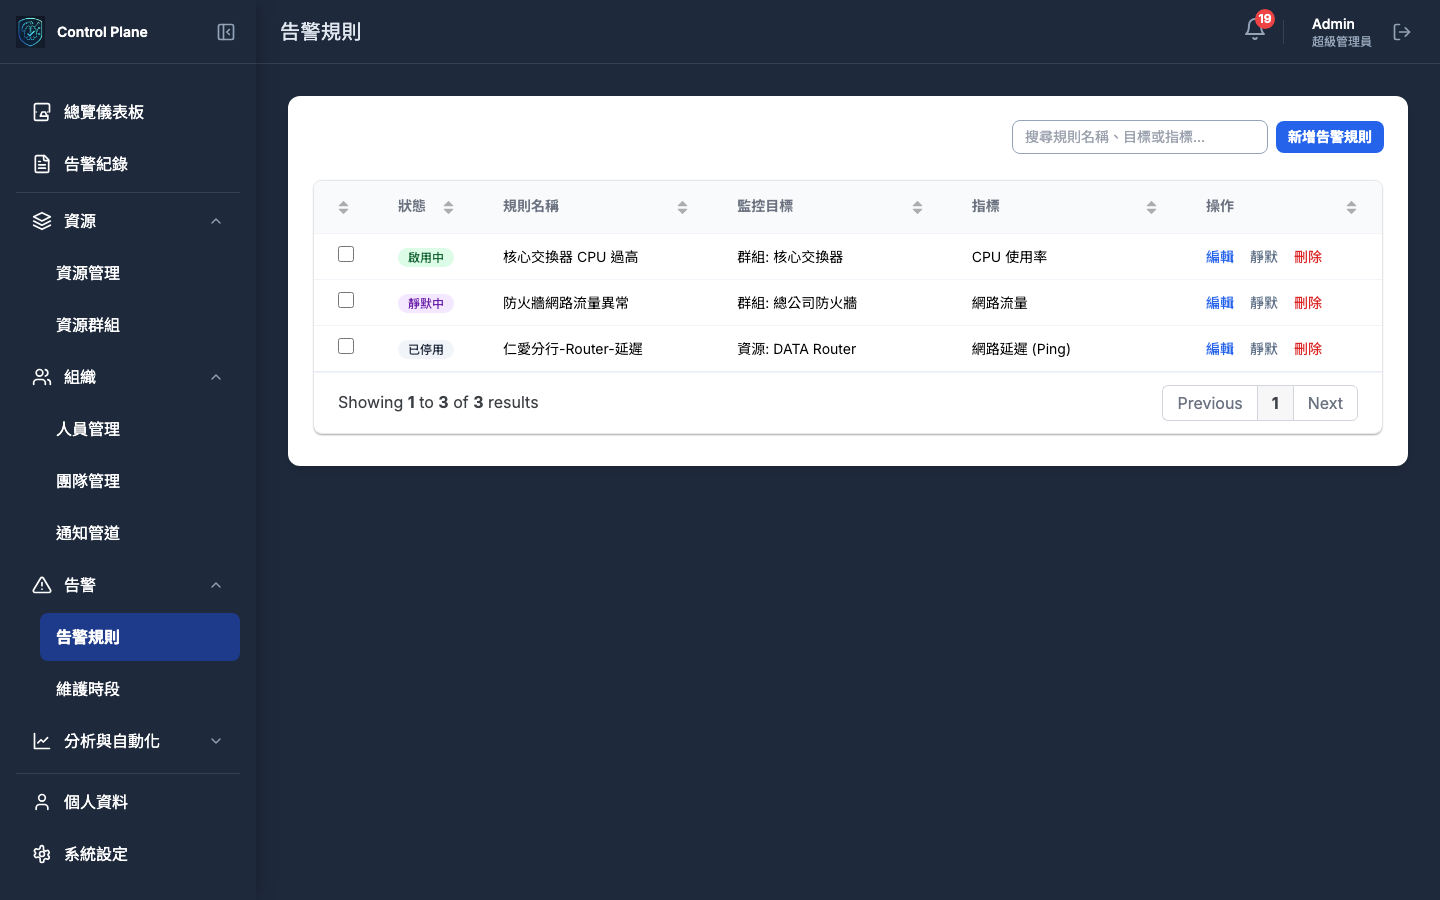 Control Plane
告警規則
19
Admin
超級管理員
總覽儀表板
告警紀錄
資源
資源管理
資源群組
組織
人員管理
團隊管理
通知管道
告警
告警規則
維護時段
分析與自動化
個人資料
系統設定
搜尋規則名稱、目標或指標...
新增告警規則
狀態 規則名稱 監控目標 指標 操作
啟用中 核心交換器 CPU 過高 群組: 核心交換器 CPU 使用率 編輯 靜默 刪除
靜默中 防火牆網路流量異常 群組: 總公司防火牆 網路流量 編輯 靜默 刪除
已停用 仁愛分行-Router-延遲 資源: DATA Router 網路延遲 (Ping) 編輯 靜默 刪除
Showing 1 to 3 of 3 results
Previous 1 Next